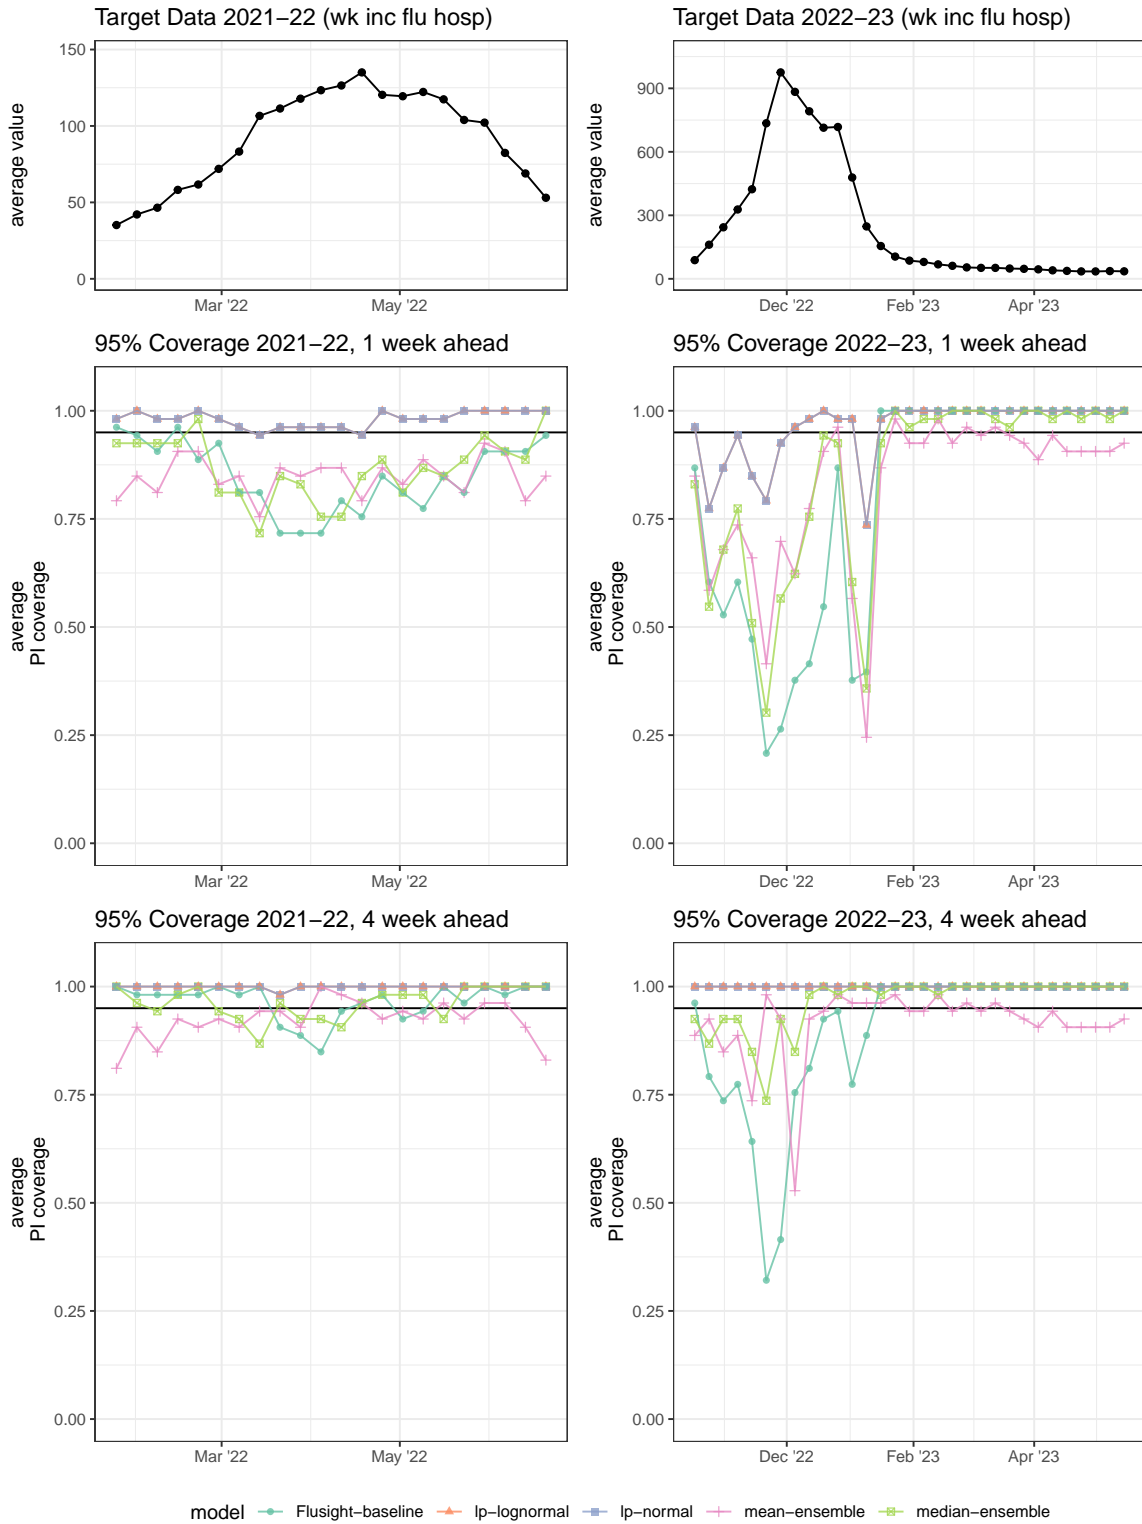 Target Data 2021−22 (wk inc flu hosp)
average value
150
100
50
0
Mar '22
May '22
Target Data 2022−23 (wk inc flu hosp)
average value
900
600
300
0
Dec '22
Feb '23
Apr '23
95% Coverage 2021−22, 1 week ahead
average
PI coverage
1.00
0.75
0.50
0.25
0.00
Mar '22
May '22
95% Coverage 2022−23, 1 week ahead
average
PI coverage
1.00
0.75
0.50
0.25
0.00
Dec '22
Feb '23
Apr '23
95% Coverage 2021−22, 4 week ahead
average
PI coverage
1.00
0.75
0.50
0.25
0.00
Mar '22
May '22
95% Coverage 2022−23, 4 week ahead
average
PI coverage
1.00
0.75
0.50
0.25
0.00
Dec '22
Feb '23
Apr '23
model Flusight−baseline lp−lognormal lp−normal mean−ensemble median−ensemble